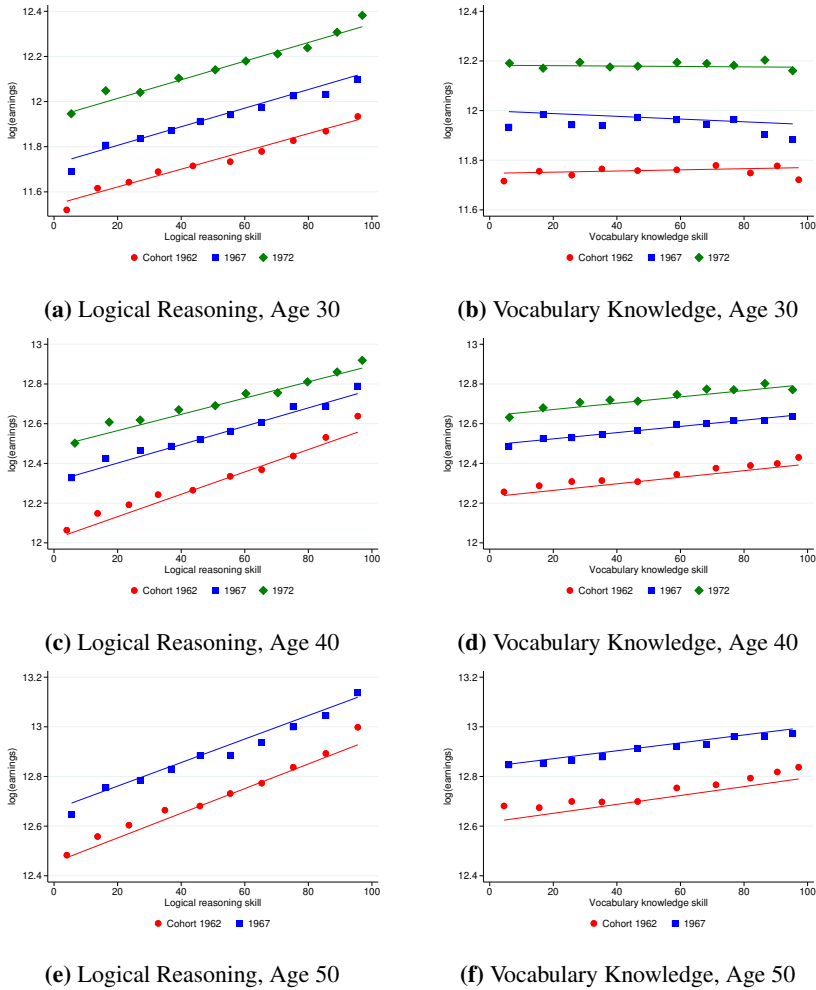 12.4
12.2
12
11.8
11.6
log(earnings)
0 20 40 60 80 100
Logical reasoning skill
Cohort 1962 1967 1972
(a) Logical Reasoning, Age 30
12.4
12.2
12
11.8
11.6
log(earnings)
0 20 40 60 80 100
Vocabulary knowledge skill
Cohort 1962 1967 1972
(b) Vocabulary Knowledge, Age 30
13
12.8
12.6
12.4
12.2
12
log(earnings)
0 20 40 60 80 100
Logical reasoning skill
Cohort 1962 1967 1972
(c) Logical Reasoning, Age 40
13
12.8
12.6
12.4
12.2
12
log(earnings)
0 20 40 60 80 100
Vocabulary knowledge skill
Cohort 1962 1967 1972
(d) Vocabulary Knowledge, Age 40
13.2
13
12.8
12.6
12.4
log(earnings)
0 20 40 60 80 100
Logical reasoning skill
Cohort 1962 1967
(e) Logical Reasoning, Age 50
13.2
13
12.8
12.6
12.4
log(earnings)
0 20 40 60 80 100
Vocabulary knowledge skill
Cohort 1962 1967
(f) Vocabulary Knowledge, Age 50